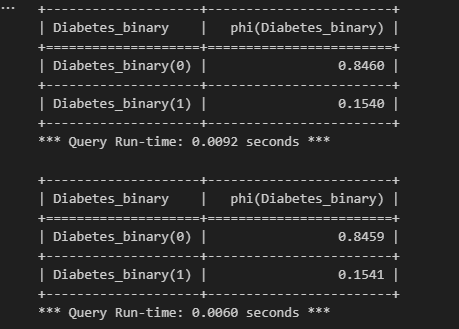 ...
+--------------------+-----------------------+
| Diabetes_binary    |   phi(Diabetes_binary) |
+====================+========================+
| Diabetes_binary(0) |                 0.8460 |
+--------------------+------------------------+
| Diabetes_binary(1) |                 0.1540 |
+--------------------+------------------------+
*** Query Run-time: 0.0092 seconds ***
+--------------------+------------------------+
| Diabetes_binary    |   phi(Diabetes_binary) |
+====================+========================+
| Diabetes_binary(0) |                 0.8459 |
+--------------------+------------------------+
| Diabetes_binary(1) |                 0.1541 |
+--------------------+------------------------+
*** Query Run-time: 0.0060 seconds ***